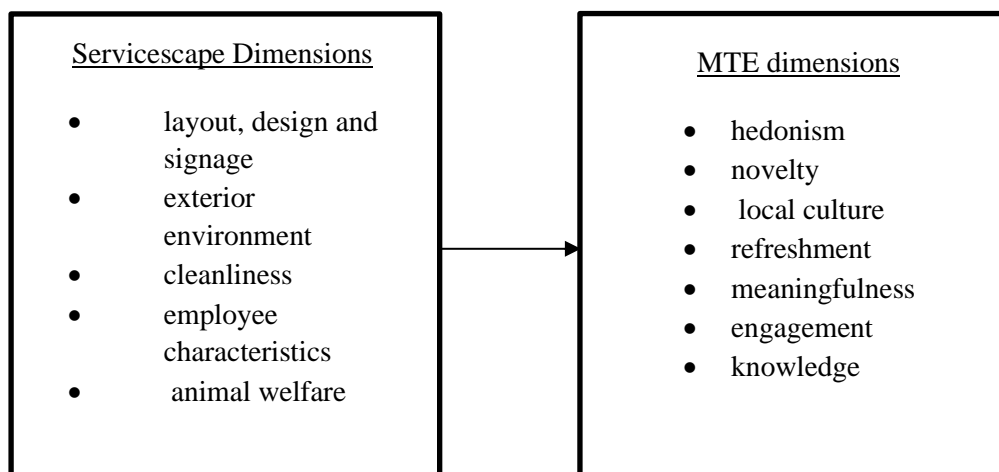 Servicescape Dimensions
• layout, design and
signage
• exterior
environment
• cleanliness
• employee
characteristics
• animal welfare
MTE dimensions
• hedonism
• novelty
• local culture
• refreshment
• meaningfulness
• engagement
• knowledge